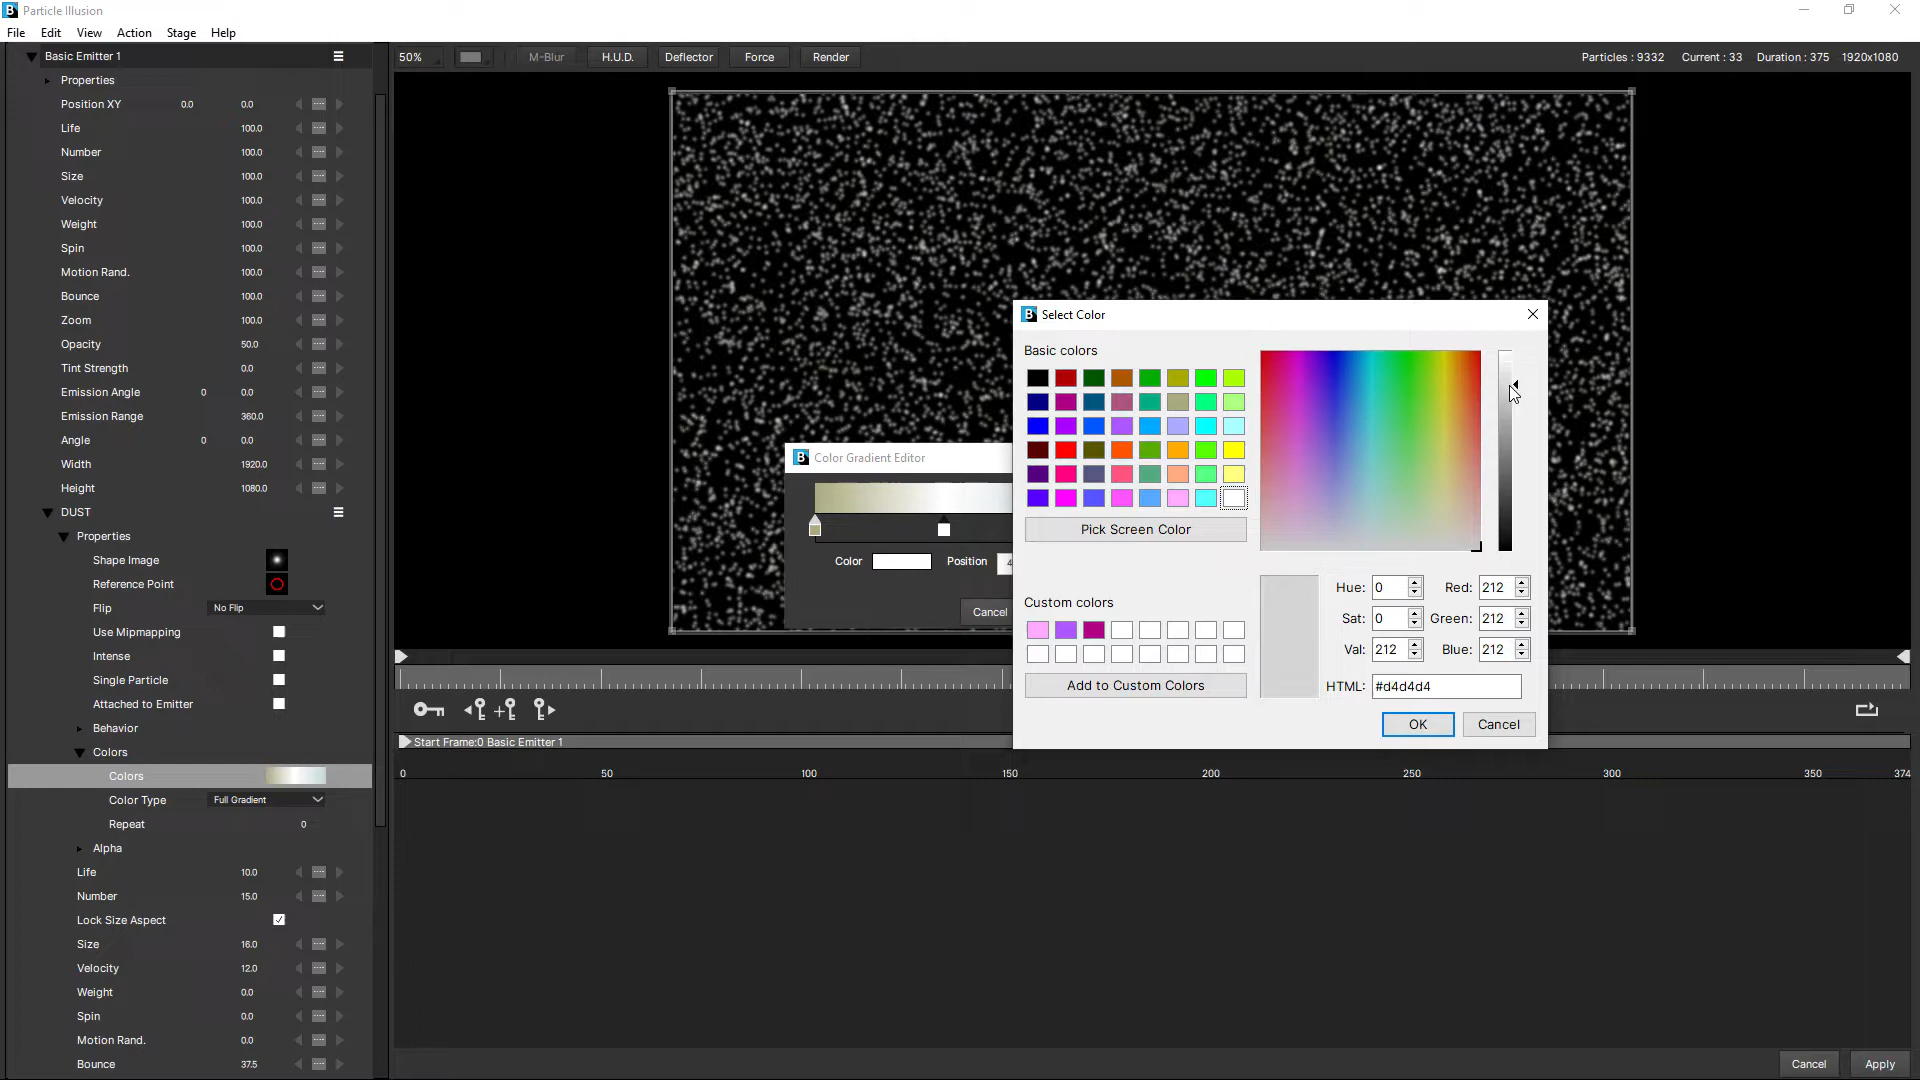 Particle Illusion
File Edit View Action Stage Help
Basic Emitter 1
50% M-Blur H.U.D. Deflector Force Render Particles : 9332 Current : 33 Duration : 375 1920x1080
Properties
Position XY 0.0 0.0
Life 100.0
Number 100.0
Size 100.0
Velocity 100.0
Weight 100.0
Spin 100.0
Motion Rand. 100.0
Bounce 100.0
Zoom 100.0
Opacity 50.0
Tint Strength 0.0
Emission Angle 0 0.0
Emission Range 360.0
Angle 0 0.0
Width 1920.0
Height 1080.0
DUST
Properties
Shape Image
Reference Point
Flip No Flip
Use Mipmapping
Intense
Single Particle
Attached to Emitter
Behavior
Colors
Colors
Color Type Full Gradient
Repeat 0
Alpha
Life 10.0
Number 15.0
Lock Size Aspect
Size 16.0
Velocity 12.0
Weight 0.0
Spin 0.0
Motion Rand. 0.0
Bounce 37.5
Color Gradient Editor
Color Position 4
Cancel
Select Color
Basic colors
Pick Screen Color
Custom colors
Add to Custom Colors
Hue: 0 Red: 212
Sat: 0 Green: 212
Val: 212 Blue: 212
HTML: #d4d4d4
OK Cancel
Start Frame:0 Basic Emitter 1
0 50 100 150 200 250 300 350 374
Cancel Apply